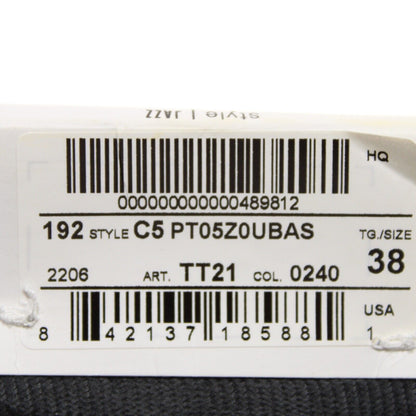 style | JAZZ
HQ
0000000000000489812
192 STYLE C5 PT05Z0UBAS TG./SIZE
2206 ART. TT21 COL. 0240 38
USA
8 42137 18588 1